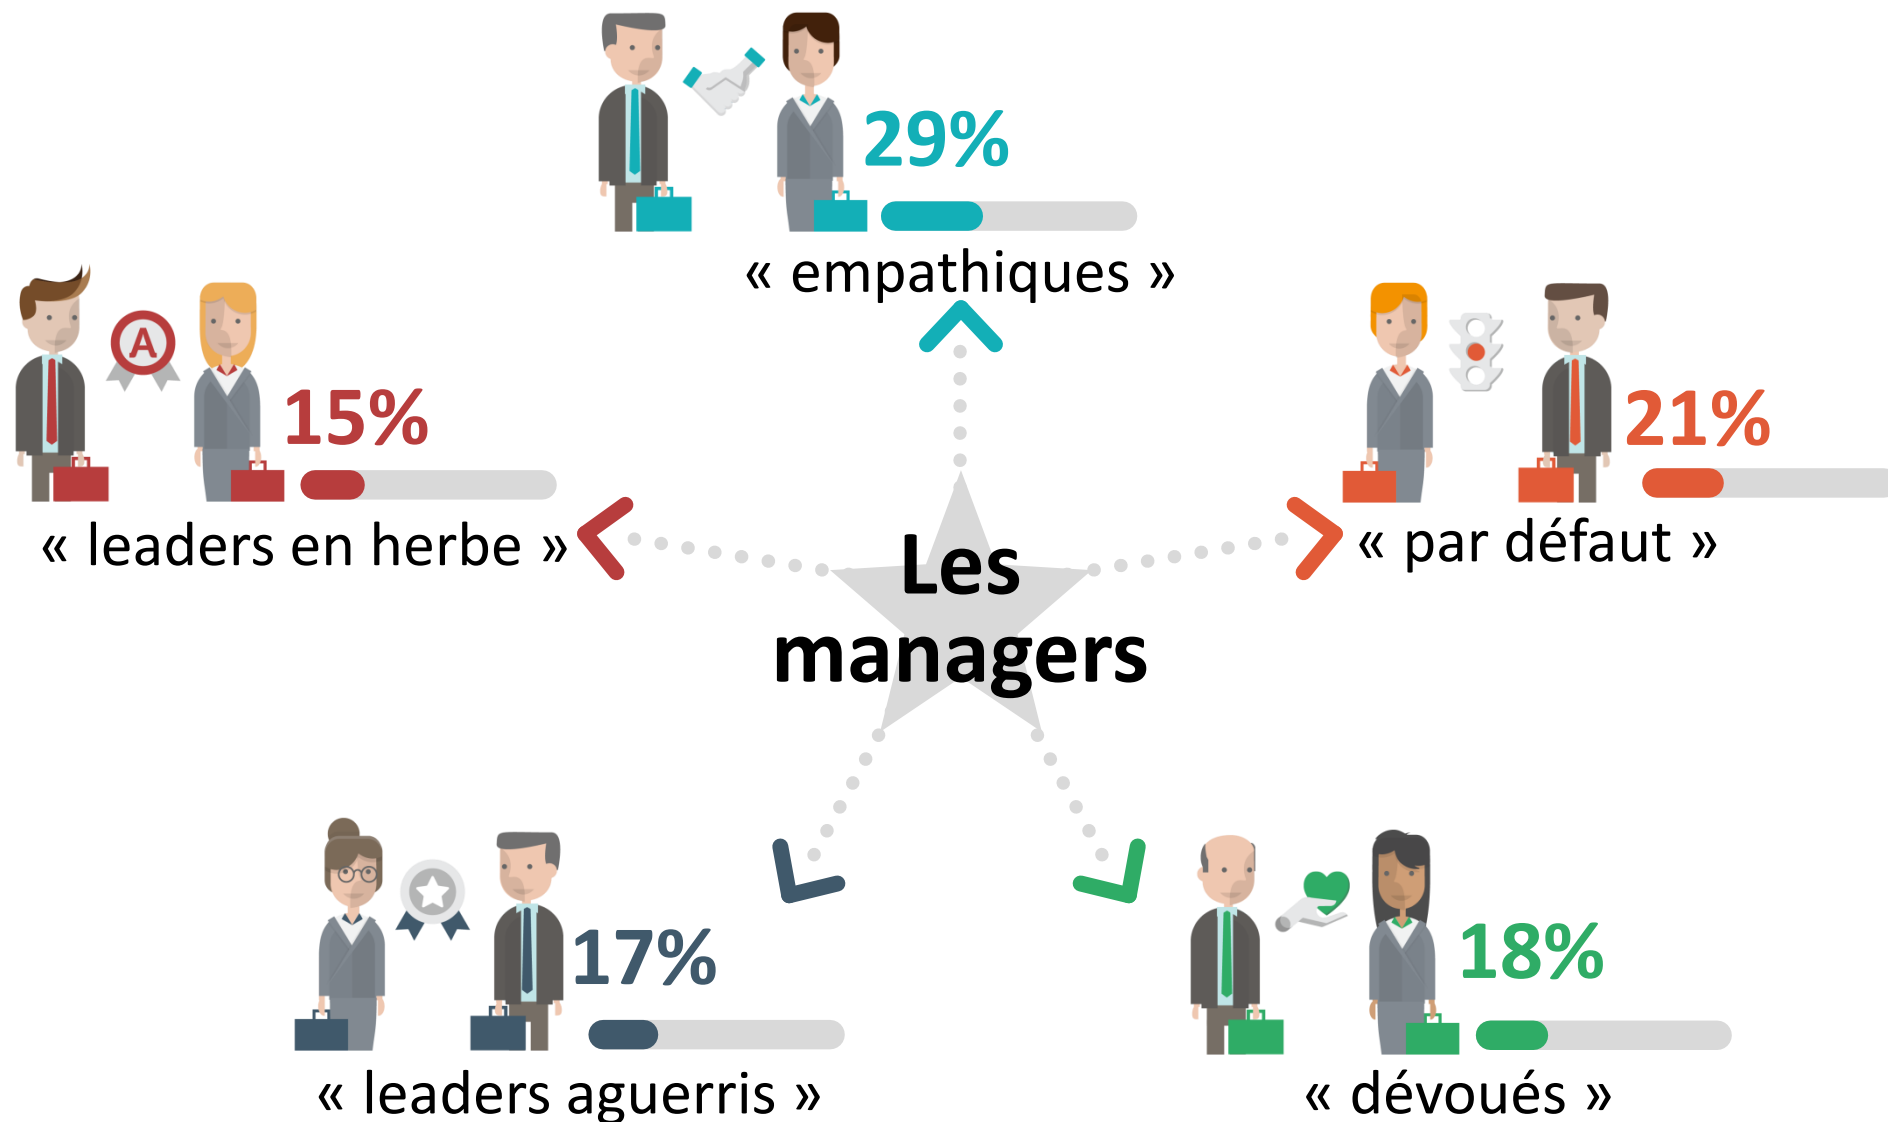 29%
« empathiques »
A
15%
« leaders en herbe »
21%
« par défaut »
Les
managers
17%
« leaders aguerris »
18%
« dévoués »